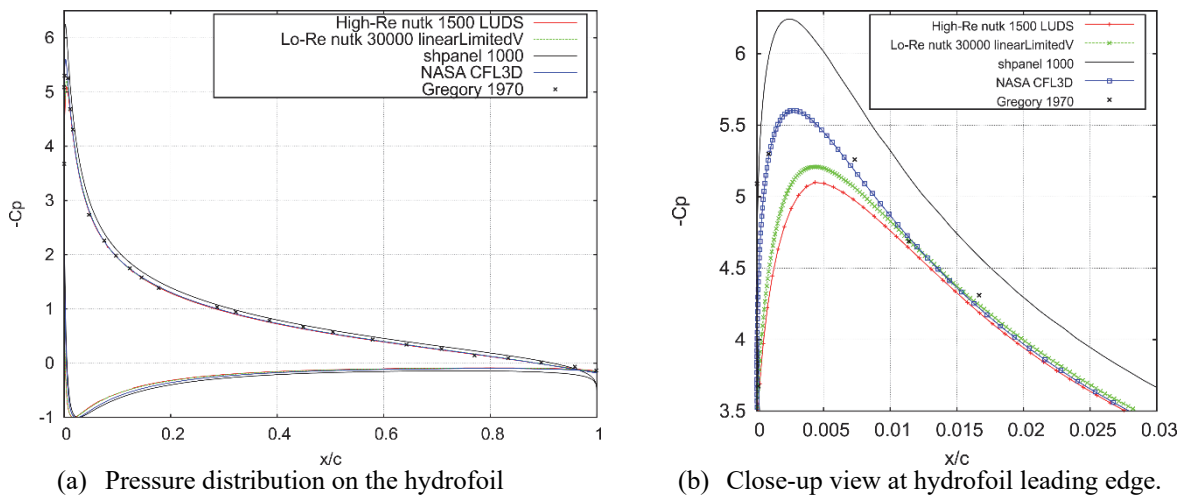 High-Re nutk 1500 LUDS
Lo-Re nutk 30000 linearLimitedV
shpanel 1000
NASA CFL3D
Gregory 1970
-Cp
6
5
4
3
2
1
0
-1
0
0.2
0.4
0.6
0.8
1
x/c
(a) Pressure distribution on the hydrofoil
High-Re nutk 1500 LUDS
Lo-Re nutk 30000 linearLimitedV
shpanel 1000
NASA CFL3D
Gregory 1970
-Cp
6
5.5
5
4.5
4
3.5
0
0.005
0.01
0.015
0.02
0.025
0.03
x/c
(b) Close-up view at hydrofoil leading edge.